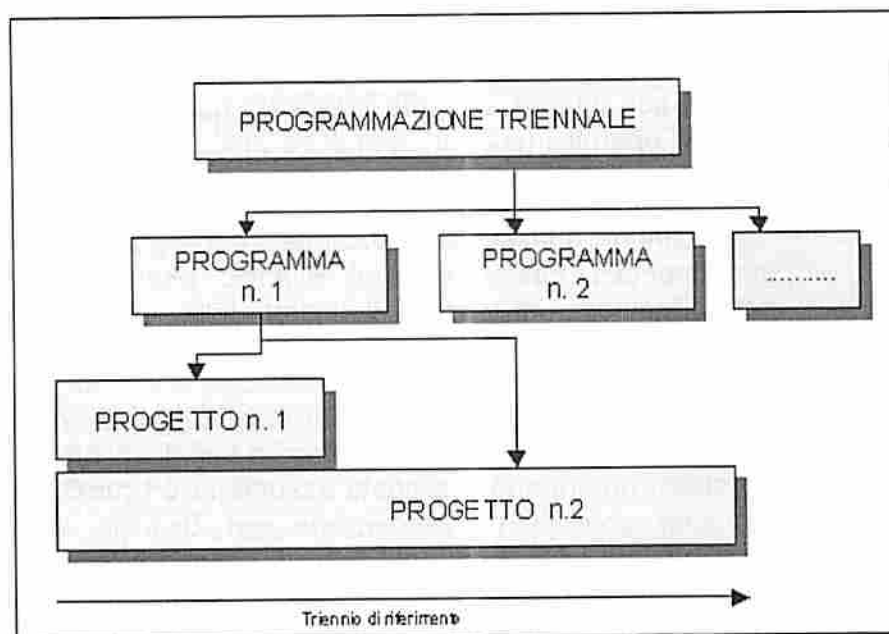 PROGRAMMAZIONE TRIENNALE
PROGRAMMA
n. 1
PROGRAMMA
n. 2
..........
PROGETTO n. 1
PROGETTO n.2
Triennio di riferimento